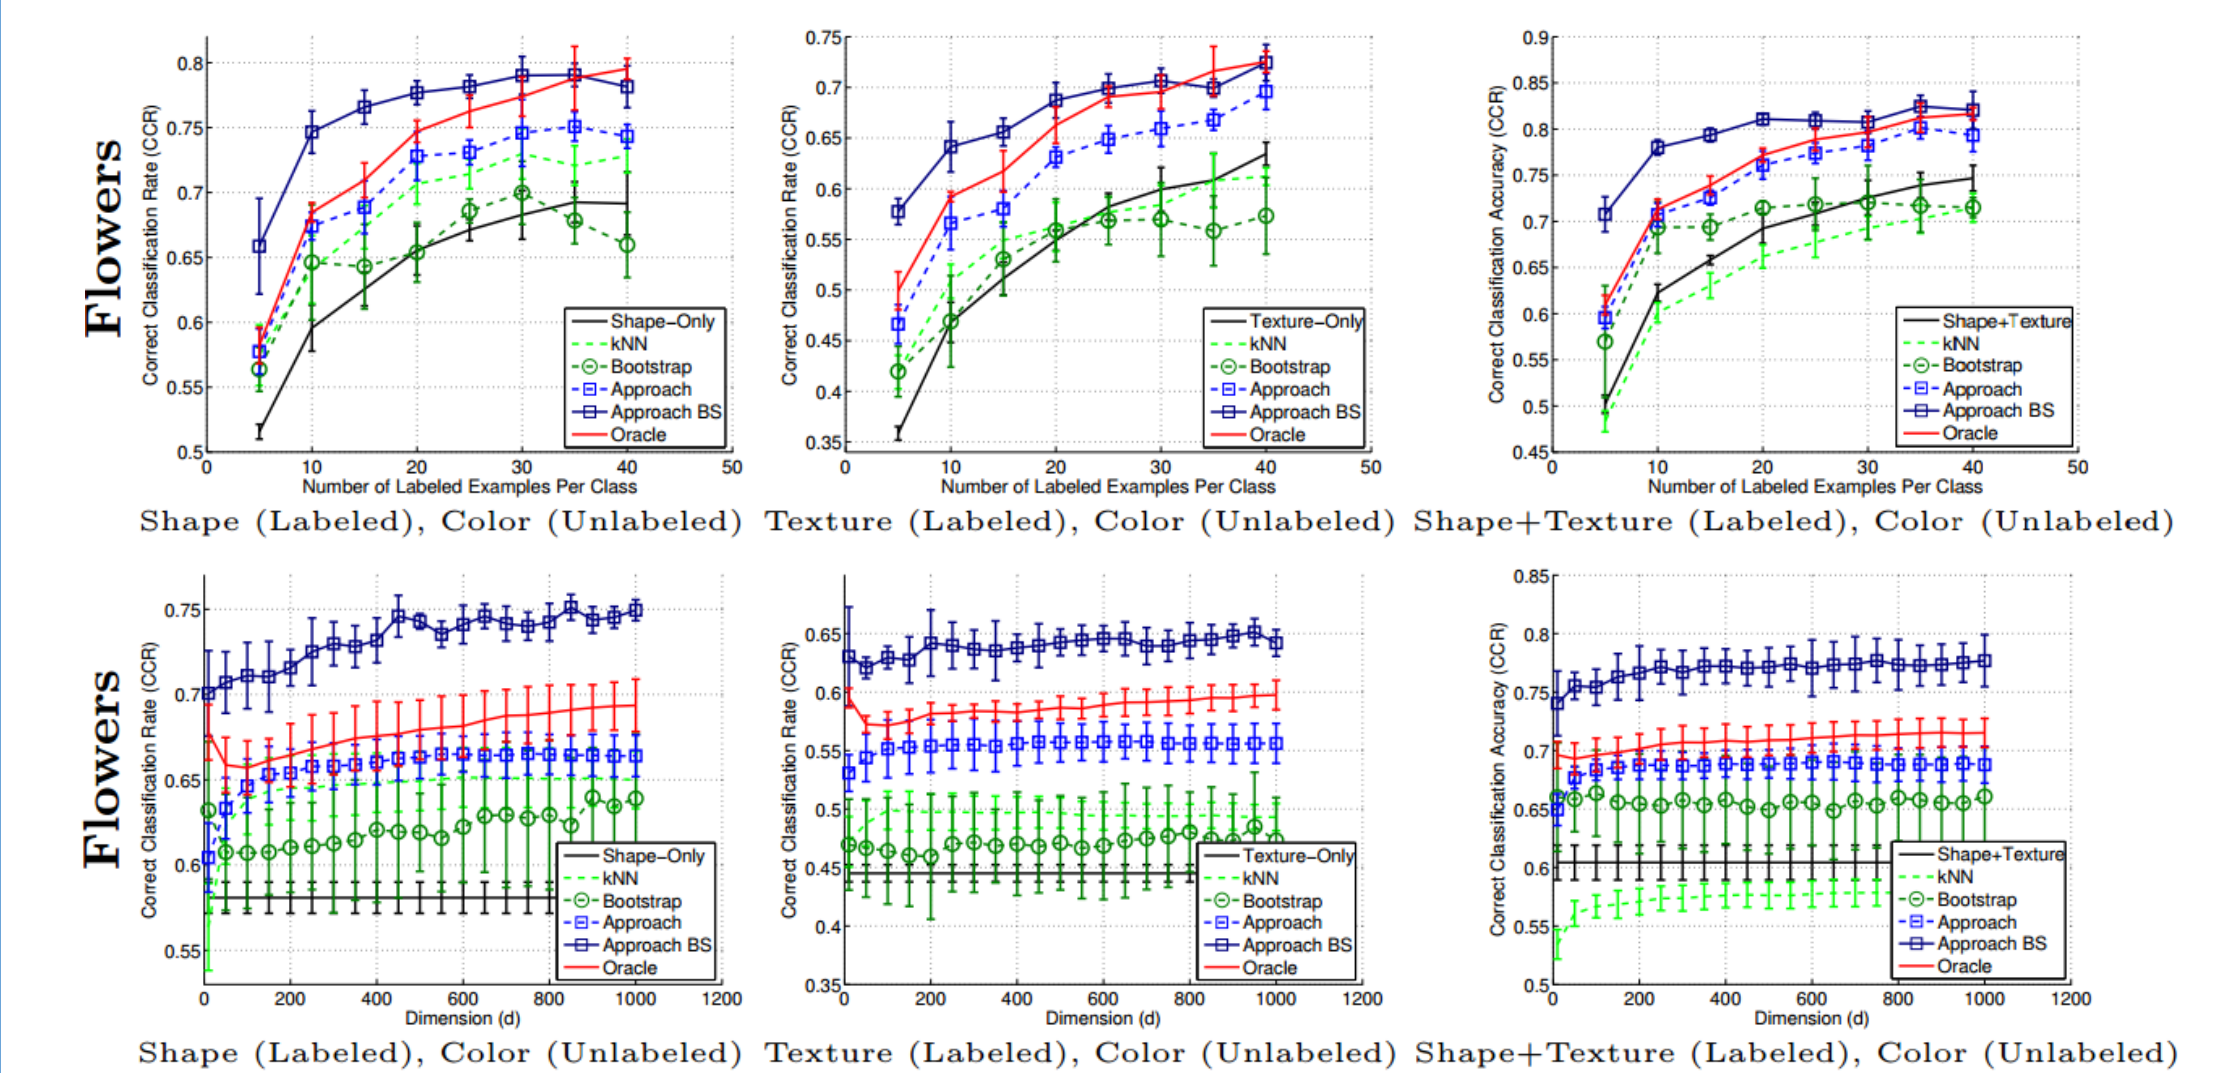 Flowers
Correct Classification Rate (CCR)
0.8
0.75
0.7
0.65
0.6
0.55
0.5
0 10 20 30 40 50
Number of Labeled Examples Per Class
Shape-Only
kNN
Bootstrap
Approach
Approach BS
Oracle
Shape (Labeled), Color (Unlabeled)
Correct Classification Rate (CCR)
0.75
0.7
0.65
0.6
0.55
0.5
0.45
0.4
0.35
0 10 20 30 40 50
Number of Labeled Examples Per Class
Texture-Only
kNN
Bootstrap
Approach
Approach BS
Oracle
Texture (Labeled), Color (Unlabeled)
Correct Classification Accuracy (CCR)
0.9
0.85
0.8
0.75
0.7
0.65
0.6
0.55
0.5
0.45
0 10 20 30 40 50
Number of Labeled Examples Per Class
Shape+Texture
kNN
Bootstrap
Approach
Approach BS
Oracle
Shape+Texture (Labeled), Color (Unlabeled)
Flowers
Correct Classification Rate (CCR)
0.75
0.7
0.65
0.6
0.55
0 200 400 600 800 1000 1200
Dimension (d)
Shape-Only
kNN
Bootstrap
Approach
Approach BS
Oracle
Shape (Labeled), Color (Unlabeled)
Correct Classification Rate (CCR)
0.65
0.6
0.55
0.5
0.45
0.4
0.35
0 200 400 600 800 1000 1200
Dimension (d)
Texture-Only
kNN
Bootstrap
Approach
Approach BS
Oracle
Texture (Labeled), Color (Unlabeled)
Correct Classification Accuracy (CCR)
0.85
0.8
0.75
0.7
0.65
0.6
0.55
0.5
0 200 400 600 800 1000 1200
Dimension (d)
Shape+Texture
kNN
Bootstrap
Approach
Approach BS
Oracle
Shape+Texture (Labeled), Color (Unlabeled)